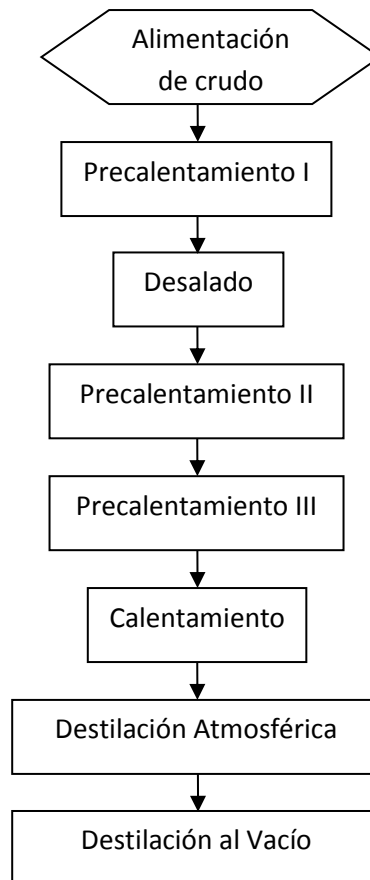 Alimentación
de crudo
Precalentamiento I
Desalado
Precalentamiento II
Precalentamiento III
Calentamiento
Destilación Atmosférica
Destilación al Vacío